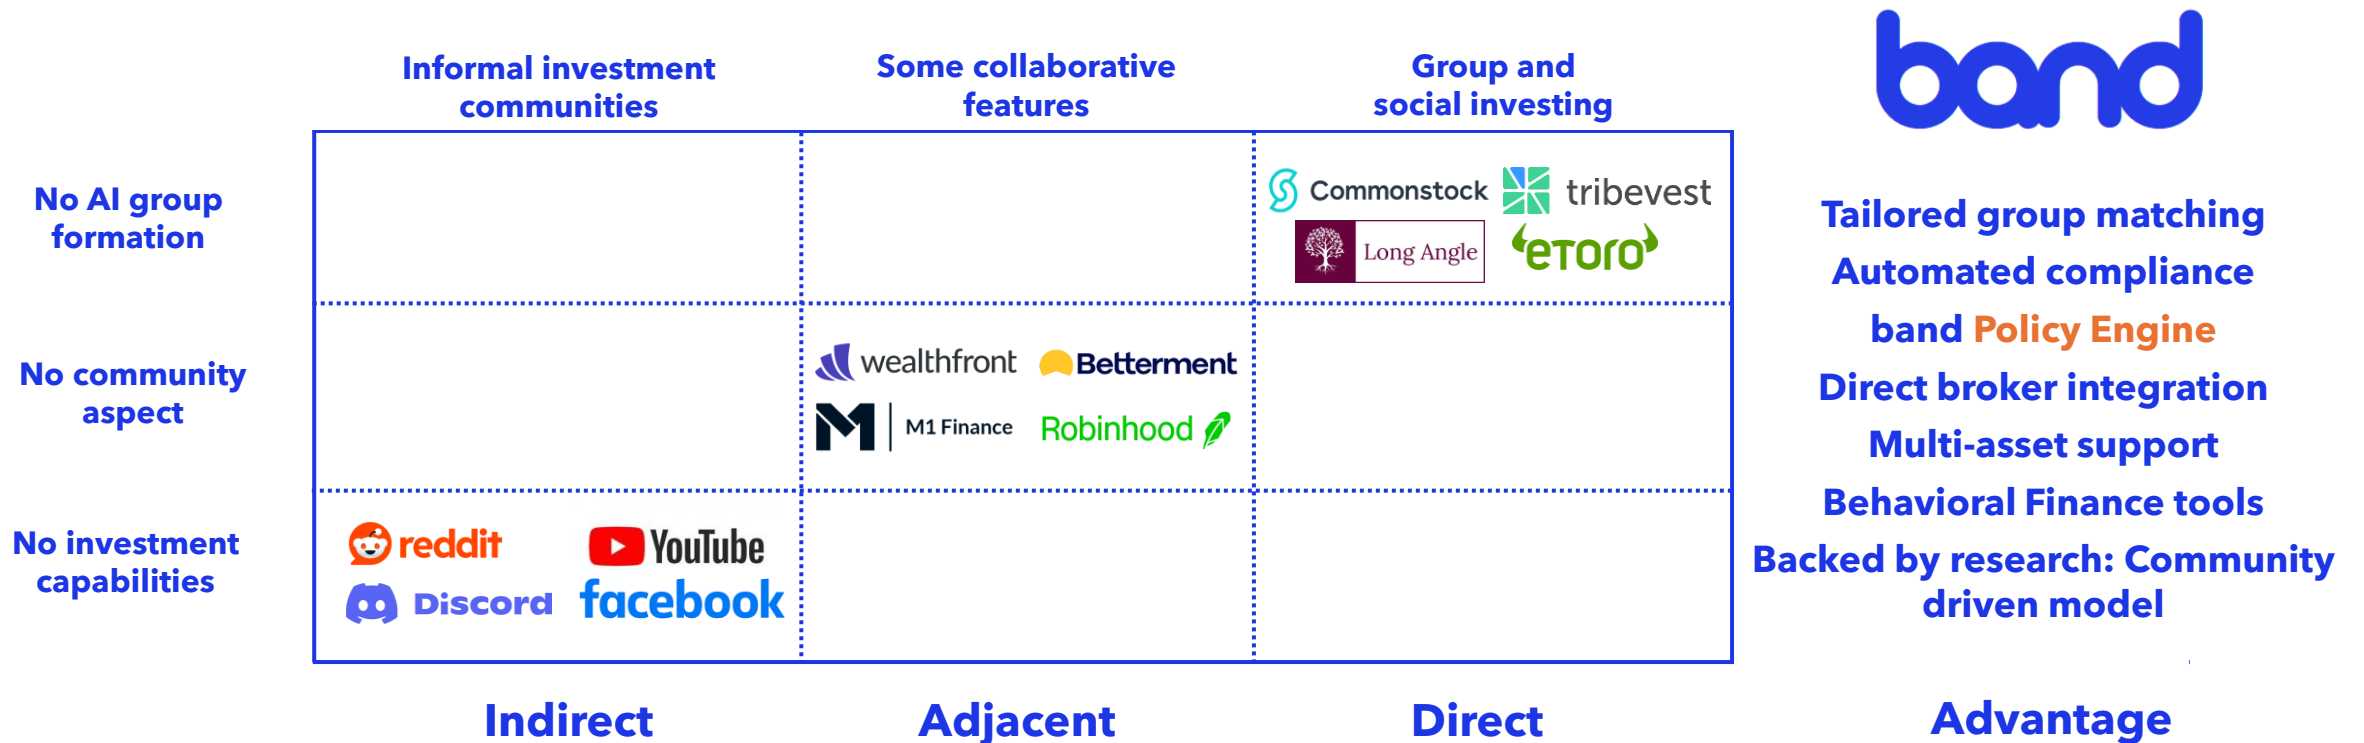 band
Informal investment
communities
Some collaborative
features
Group and
social investing
No AI group
formation
Commonstock
tribevest
Long Angle
eToro
No community
aspect
wealthfront
Betterment
M1 Finance
Robinhood
No investment
capabilities
reddit
YouTube
Discord
facebook
Tailored group matching
Automated compliance
band Policy Engine
Direct broker integration
Multi-asset support
Behavioral Finance tools
Backed by research: Community
driven model
Indirect
Adjacent
Direct
Advantage